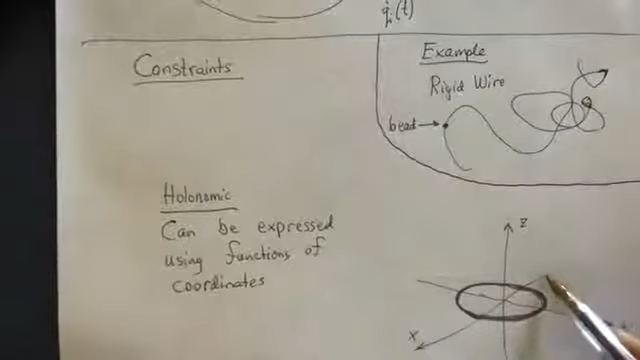 q̇ᵢ(t)
Constraints
Example
Rigid Wire
bead
Holonomic
Can be expressed
using functions of
coordinates
z
x